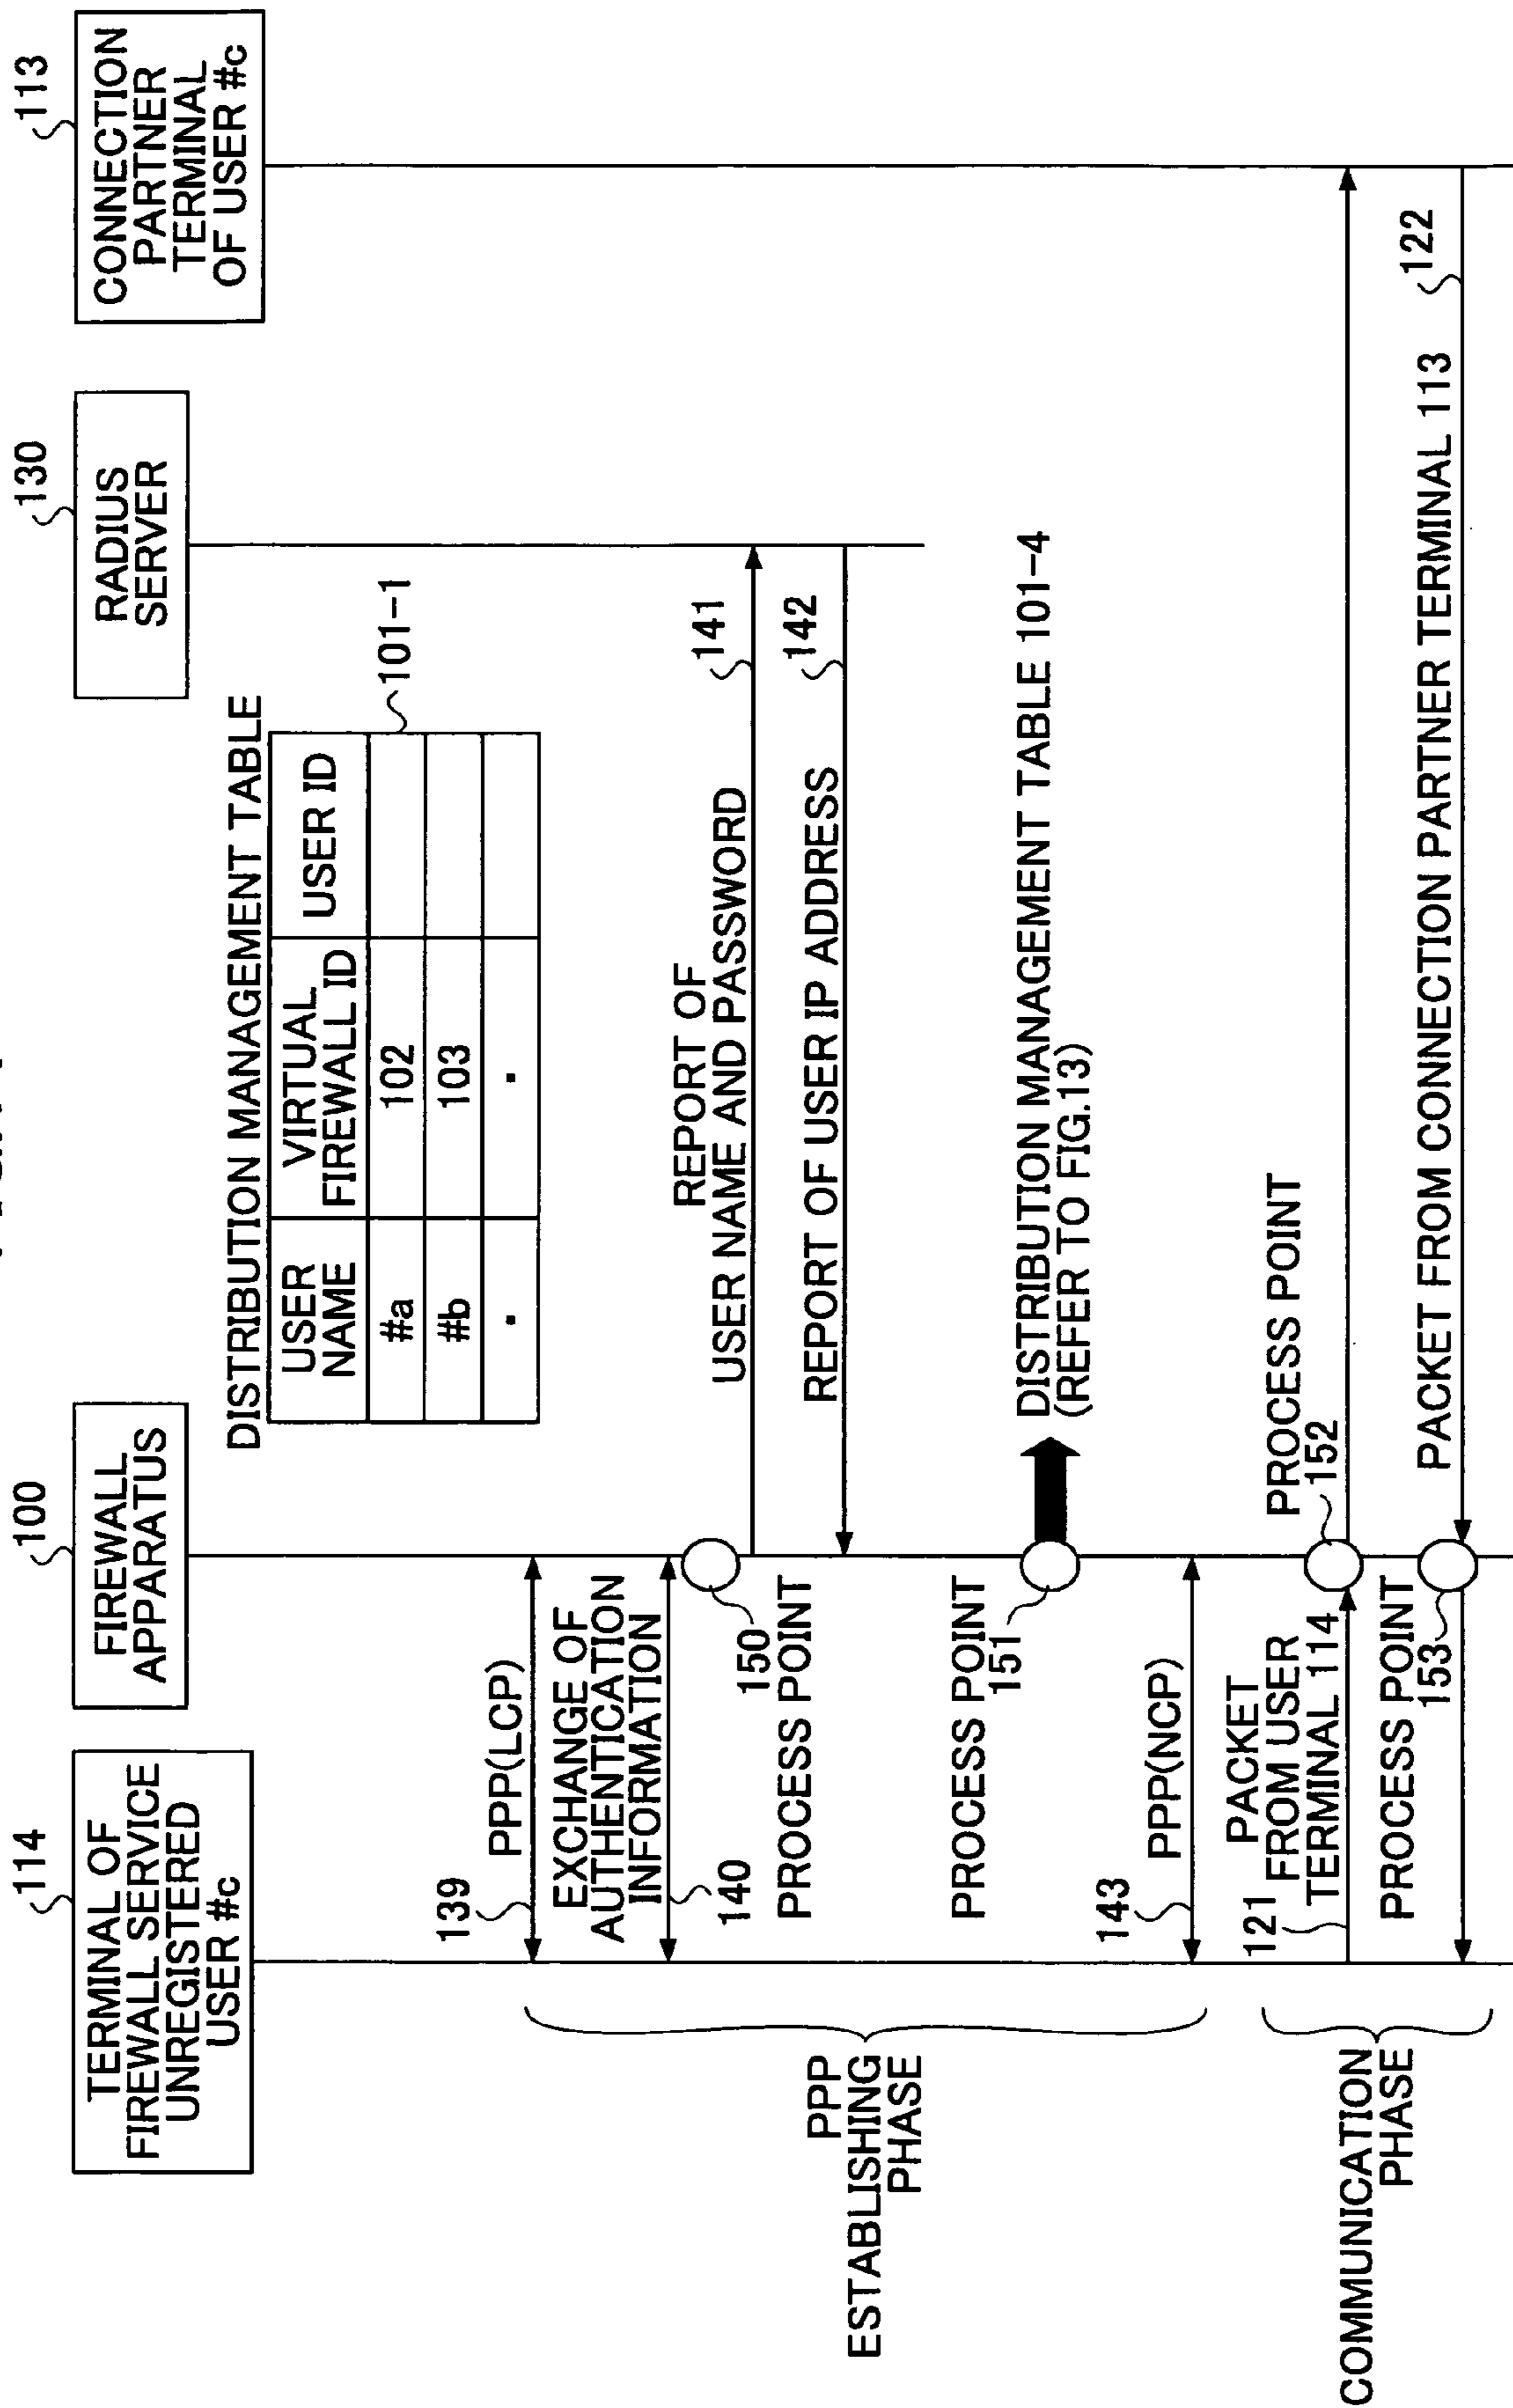 114
TERMINAL OF
FIREWALL SERVICE
UNREGISTERED
USER #c
100
FIREWALL
APPARATUS
130
RADIUS
SERVER
113
CONNECTION
PARTNER
TERMINAL
OF USER #c
DISTRIBUTION MANAGEMENT TABLE
USER NAME VIRTUAL FIREWALL ID USER ID
#a 102
#b 103
. .
101-1
139
PPP(LCP)
EXCHANGE OF
AUTHENTICATION
INFORMATION
140
150
PROCESS POINT
REPORT OF
USER NAME AND PASSWORD
141
REPORT OF USER IP ADDRESS
142
PROCESS POINT
151
DISTRIBUTION MANAGEMENT TABLE 101-4
(REFER TO FIG.13)
143
PPP(NCP)
PPP
ESTABLISHING
PHASE
121
PACKET
FROM USER
TERMINAL 114
PROCESS POINT
152
PROCESS POINT
153
PACKET FROM CONNECTION PARTNER TERMINAL 113
122
COMMUNICATION
PHASE